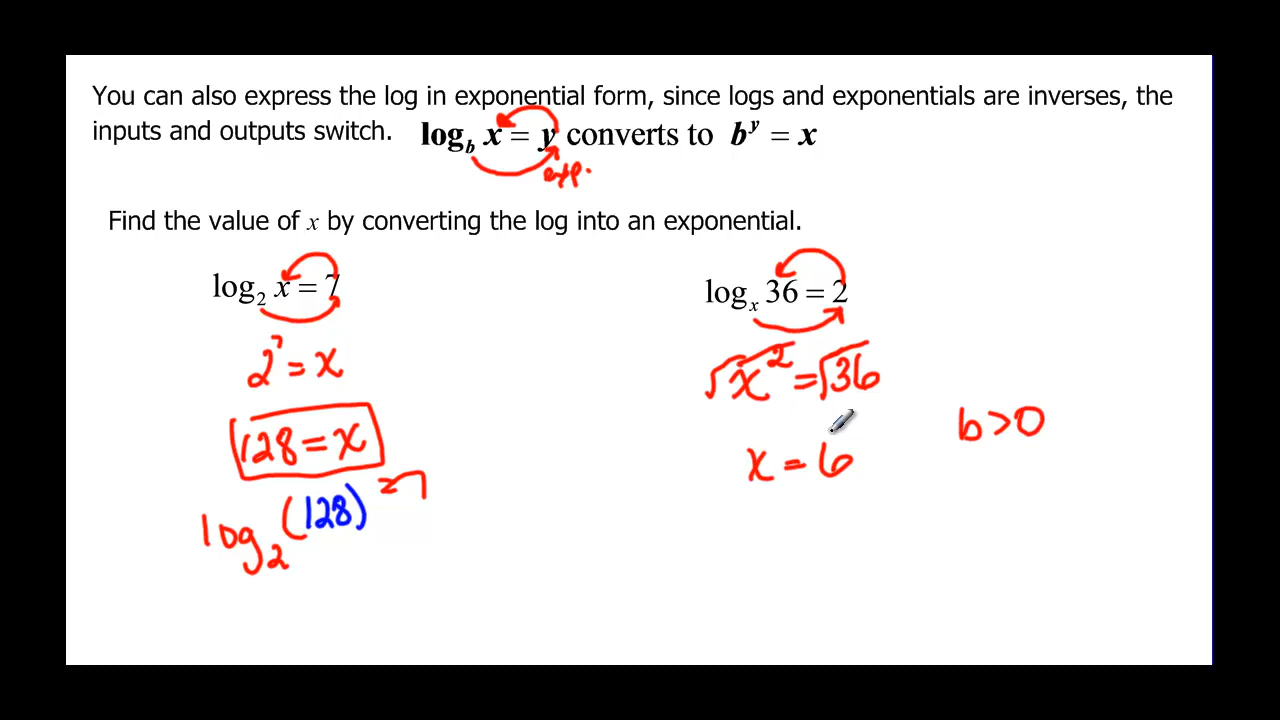 You can also express the log in exponential form, since logs and exponentials are inverses, the
inputs and outputs switch. log_b x = y converts to b^y = x
exp.
Find the value of x by converting the log into an exponential.
log_2 x = 7
2^7 = x
128 = x
log_2 (128) = 7
log_x 36 = 2
√x^2 = √36
x = 6
b > 0